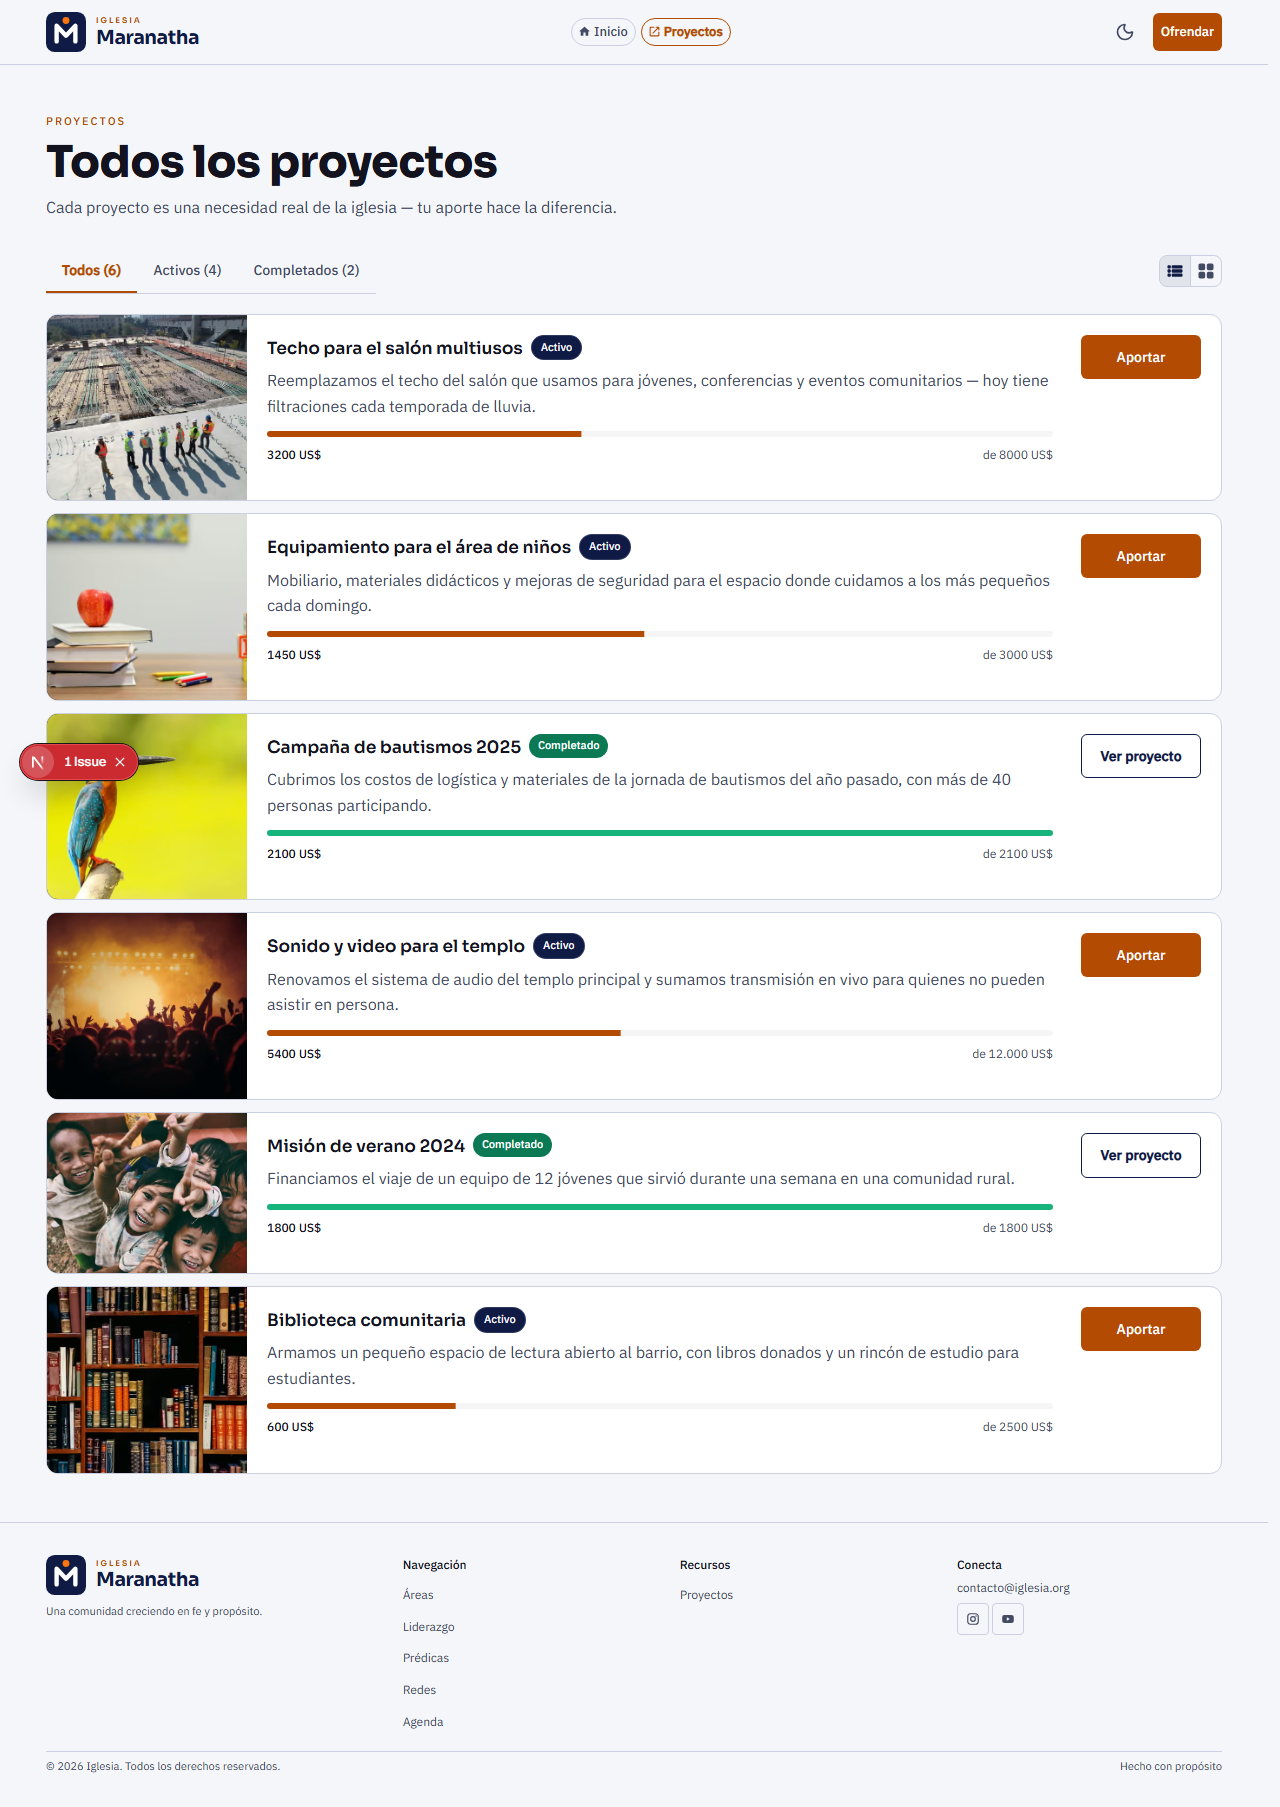 IGLESIA
Maranatha
Inicio
Proyectos
Ofrendar
PROYECTOS
Todos los proyectos
Cada proyecto es una necesidad real de la iglesia — tu aporte hace la diferencia.
Todos (6)
Activos (4)
Completados (2)
Techo para el salón multiusos
Activo
Aportar
Reemplazamos el techo del salón que usamos para jóvenes, conferencias y eventos comunitarios — hoy tiene
filtraciones cada temporada de lluvia.
3200 US$
de 8000 US$
Equipamiento para el área de niños
Activo
Aportar
Mobiliario, materiales didácticos y mejoras de seguridad para el espacio donde cuidamos a los más pequeños
cada domingo.
1450 US$
de 3000 US$
Campaña de bautismos 2025
Completado
Ver proyecto
N 1 Issue
Cubrimos los costos de logística y materiales de la jornada de bautismos del año pasado, con más de 40
personas participando.
2100 US$
de 2100 US$
Sonido y video para el templo
Activo
Aportar
Renovamos el sistema de audio del templo principal y sumamos transmisión en vivo para quienes no pueden
asistir en persona.
5400 US$
de 12.000 US$
Misión de verano 2024
Completado
Ver proyecto
Financiamos el viaje de un equipo de 12 jóvenes que sirvió durante una semana en una comunidad rural.
1800 US$
de 1800 US$
Biblioteca comunitaria
Activo
Aportar
Armamos un pequeño espacio de lectura abierto al barrio, con libros donados y un rincón de estudio para
estudiantes.
600 US$
de 2500 US$
IGLESIA
Maranatha
Una comunidad creciendo en fe y propósito.
Navegación
Áreas
Liderazgo
Prédicas
Redes
Agenda
Recursos
Proyectos
Conecta
contacto@iglesia.org
© 2026 Iglesia. Todos los derechos reservados.
Hecho con propósito